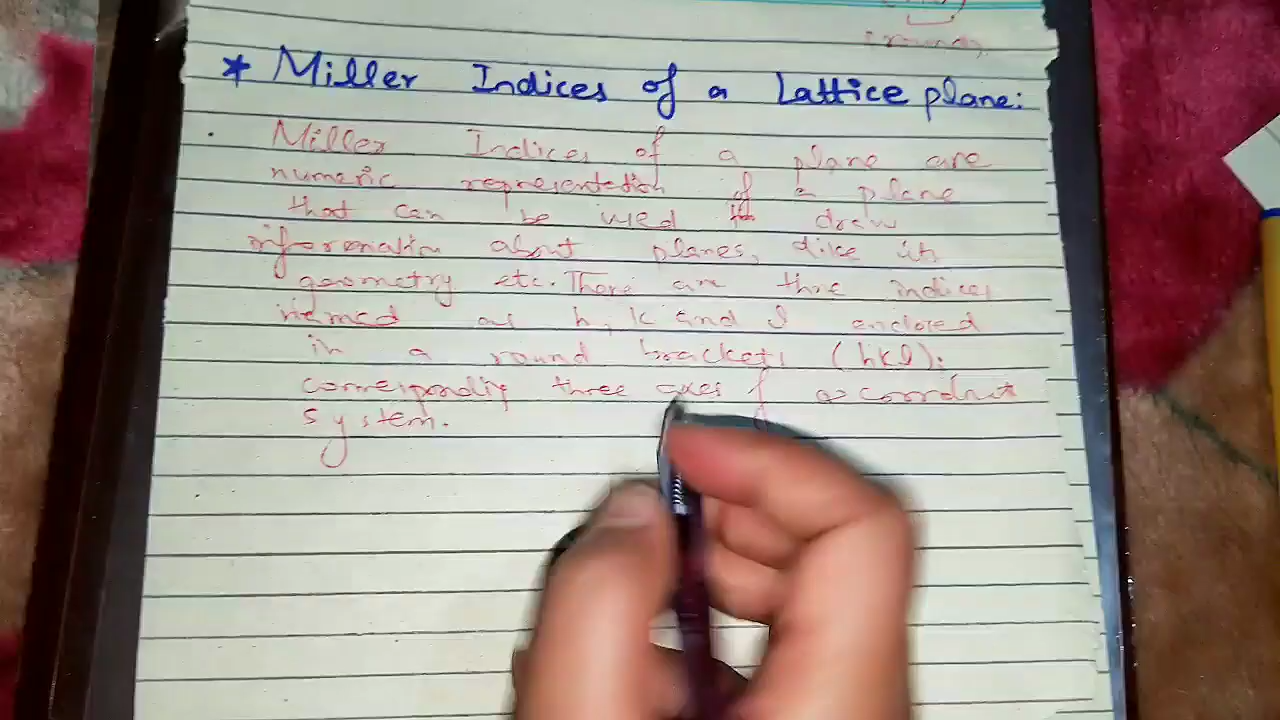 * Miller Indices of a Lattice plane:
. Miller Indices of a plane are
numeric representation of a plane
that can be used to draw
information about planes, like its
geometry etc. There are three indices
named as h, k and l enclosed
in a round brackets (hkl).
corresponding three axes of a coordinate
system.